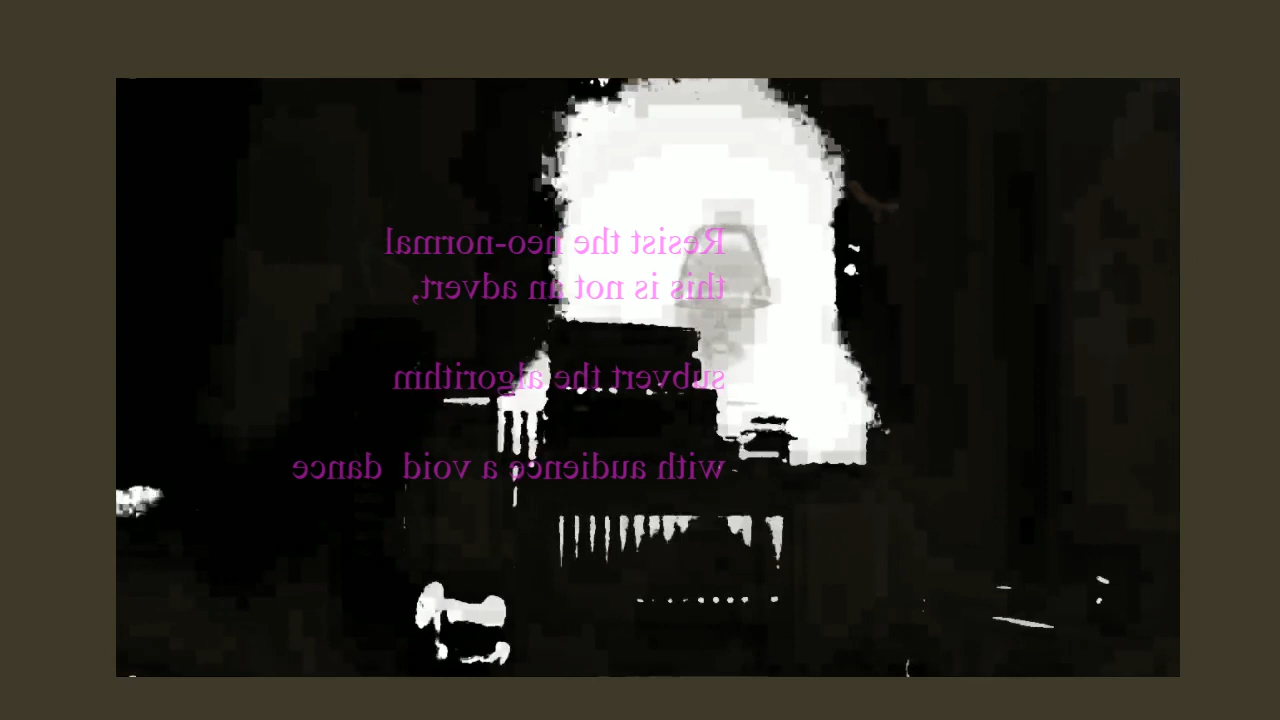 Resist the neo-normal
this is not an advert,
subvert the algorithm
with audience a void dance